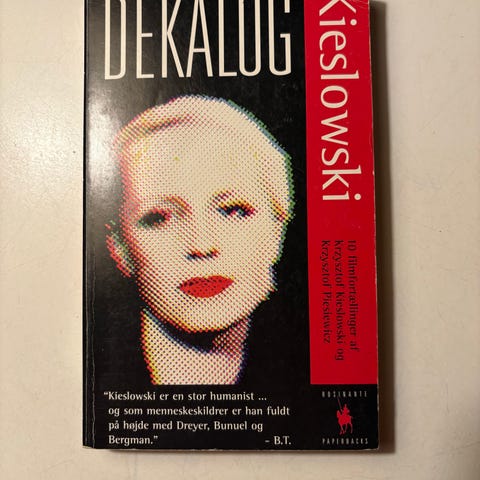 DEKALOG
Kieslowski
10 filmfortællinger af
Krzysztof Kieslowski og
Krzysztof Piesiewicz
"Kieslowski er en stor humanist ...
og som menneskeskildrer er han fuldt
på højde med Dreyer, Bunuel og
Bergman."
- B.T.
ROSINANTE
PAPERBACKS